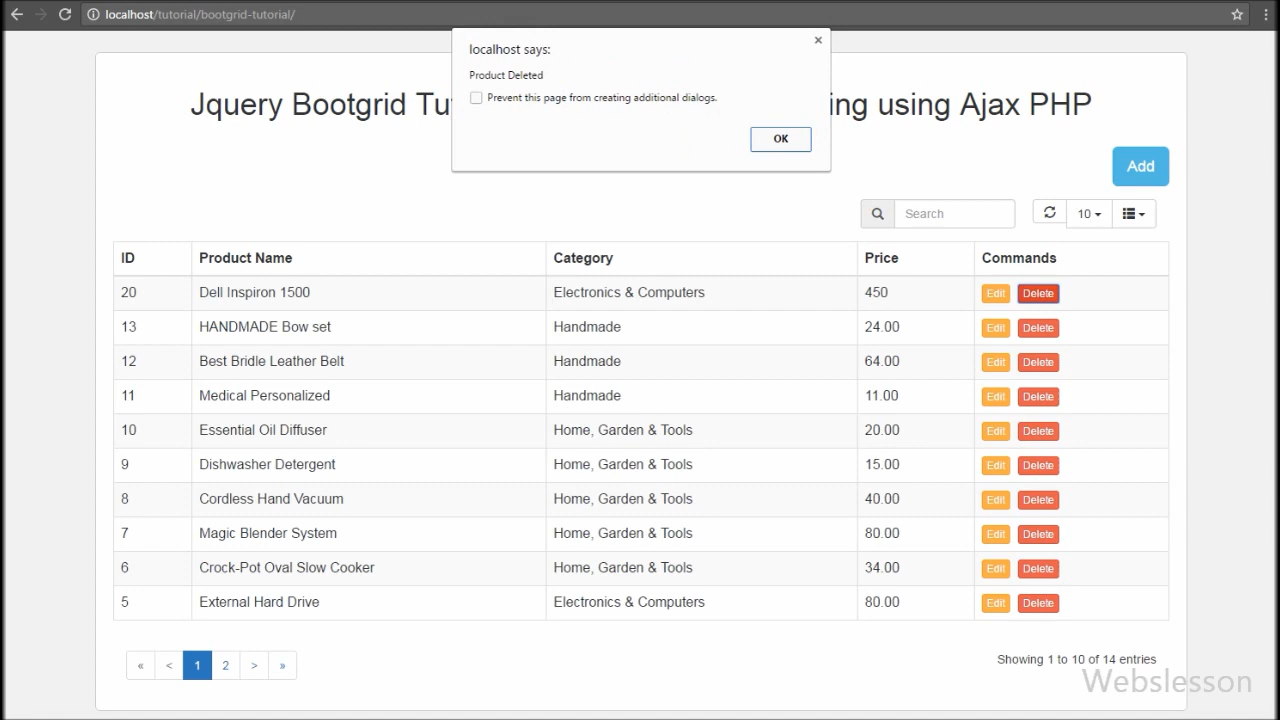 localhost/tutorial/bootgrid-tutorial/
localhost says:
Product Deleted
Prevent this page from creating additional dialogs.
OK
Jquery Bootgrid Tu ing using Ajax PHP
Add
Search 10
ID Product Name Category Price Commands
20 Dell Inspiron 1500 Electronics & Computers 450 Edit Delete
13 HANDMADE Bow set Handmade 24.00 Edit Delete
12 Best Bridle Leather Belt Handmade 64.00 Edit Delete
11 Medical Personalized Handmade 11.00 Edit Delete
10 Essential Oil Diffuser Home, Garden & Tools 20.00 Edit Delete
9 Dishwasher Detergent Home, Garden & Tools 15.00 Edit Delete
8 Cordless Hand Vacuum Home, Garden & Tools 40.00 Edit Delete
7 Magic Blender System Home, Garden & Tools 80.00 Edit Delete
6 Crock-Pot Oval Slow Cooker Home, Garden & Tools 34.00 Edit Delete
5 External Hard Drive Electronics & Computers 80.00 Edit Delete
« < 1 2 > » Showing 1 to 10 of 14 entries
Webslesson